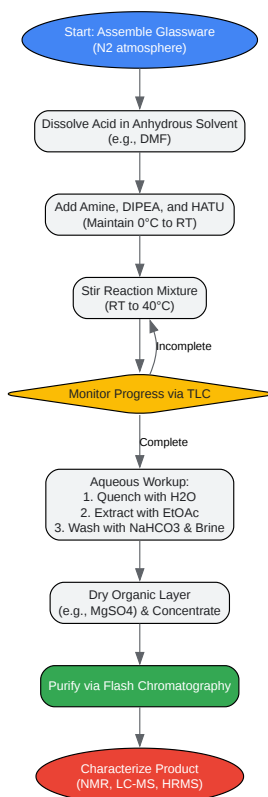 Start: Assemble Glassware
(N2 atmosphere)
Dissolve Acid in Anhydrous Solvent
(e.g., DMF)
Add Amine, DIPEA, and HATU
(Maintain 0°C to RT)
Stir Reaction Mixture
(RT to 40°C)
Incomplete
Monitor Progress via TLC
Complete
Aqueous Workup:
1. Quench with H2O
2. Extract with EtOAc
3. Wash with NaHCO3 & Brine
Dry Organic Layer
(e.g., MgSO4) & Concentrate
Purify via Flash Chromatography
Characterize Product
(NMR, LC-MS, HRMS)